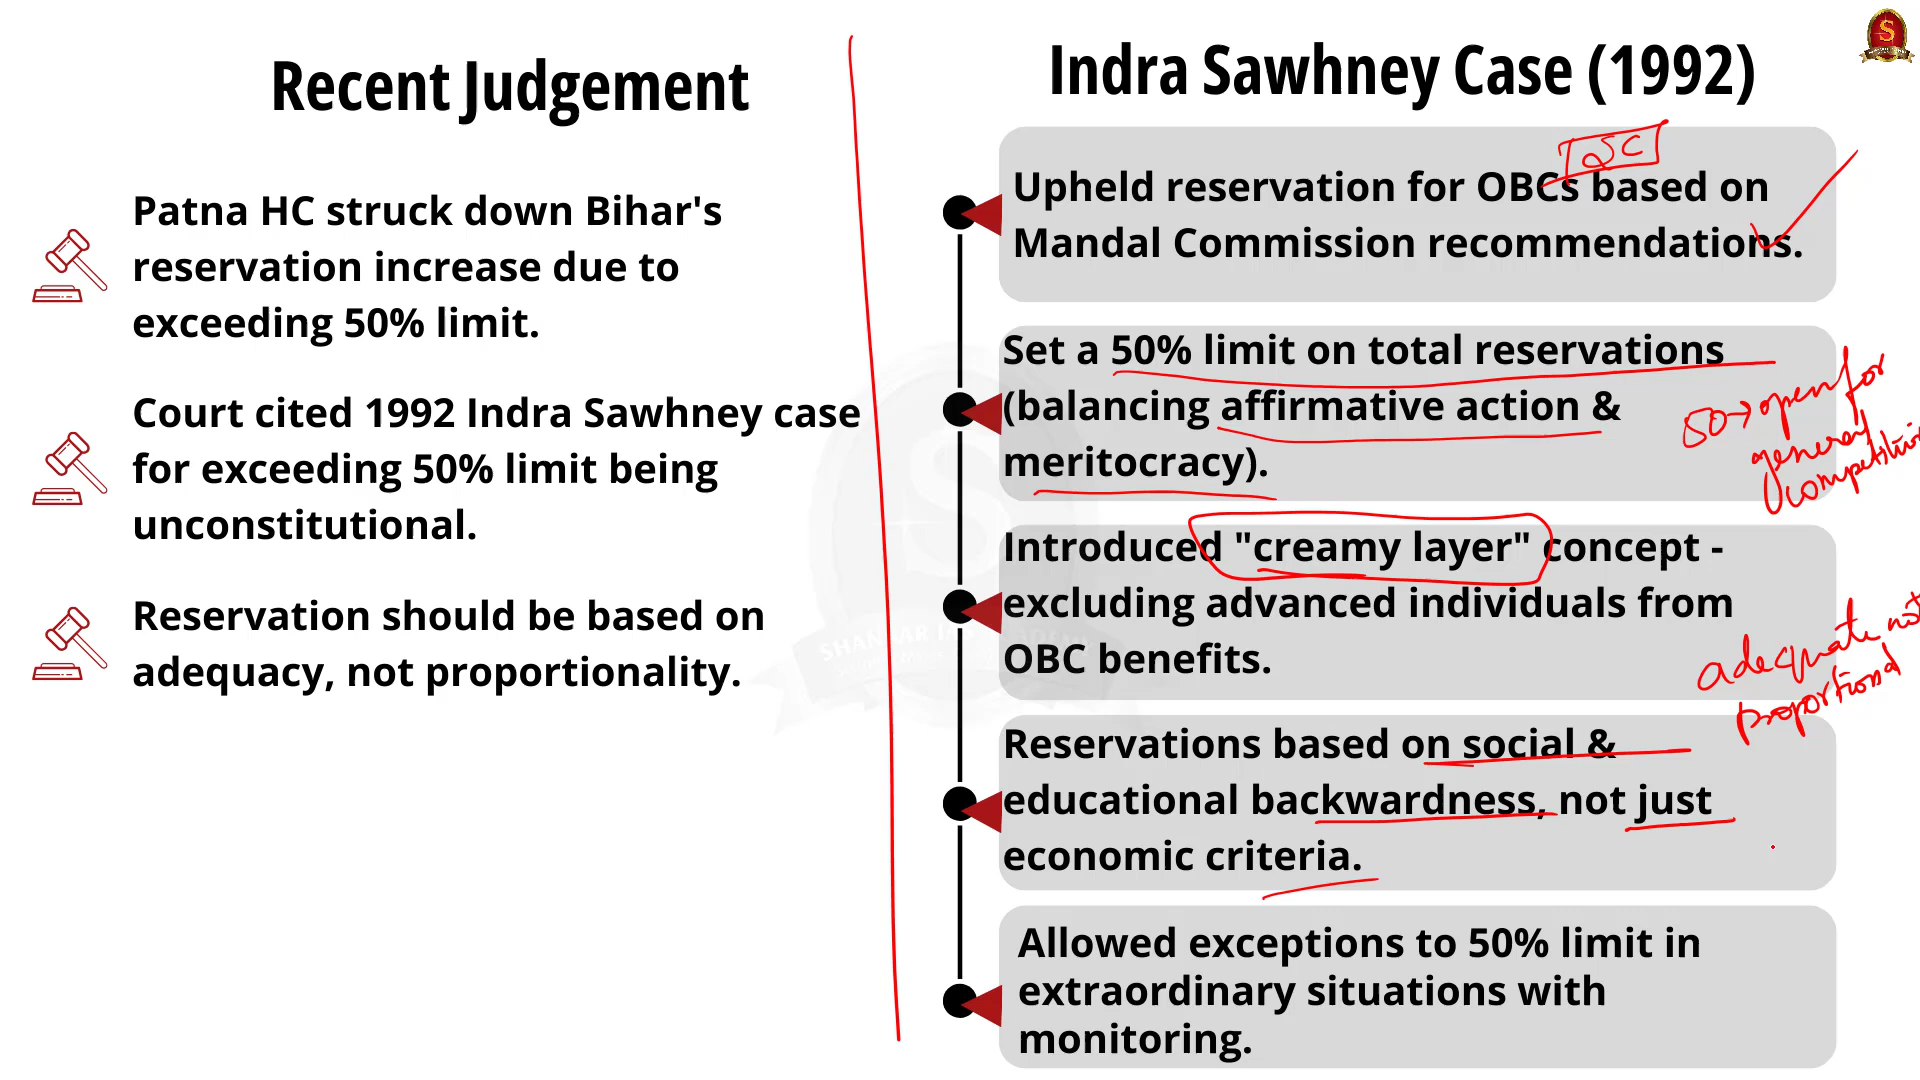 Recent Judgement
Patna HC struck down Bihar's
reservation increase due to
exceeding 50% limit.
Court cited 1992 Indra Sawhney case
for exceeding 50% limit being
unconstitutional.
Reservation should be based on
adequacy, not proportionality.
Indra Sawhney Case (1992)
Upheld reservation for OBCs based on
Mandal Commission recommendations.
Set a 50% limit on total reservations
(balancing affirmative action &
meritocracy).
50→ open for
general
Introduced "creamy layer" concept -
excluding advanced individuals from
OBC benefits.
adequate not
proportional
Reservations based on social &
educational backwardness, not just
economic criteria.
Allowed exceptions to 50% limit in
extraordinary situations with
monitoring.